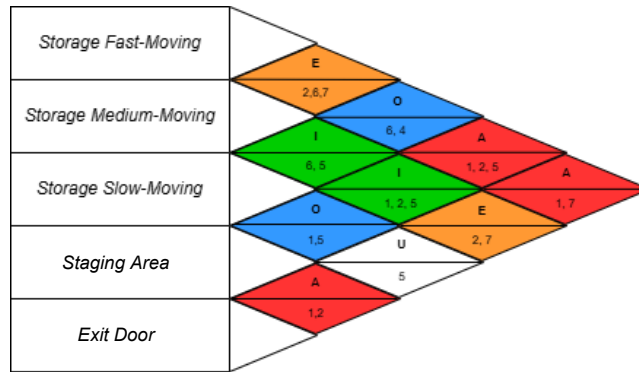 Storage Fast-Moving
E
2,6,7
Storage Medium-Moving
O
6, 4
I
6, 5
A
1, 2, 5
Storage Slow-Moving
I
1, 2, 5
A
1, 7
O
1,5
E
2, 7
Staging Area
U
5
A
1,2
Exit Door